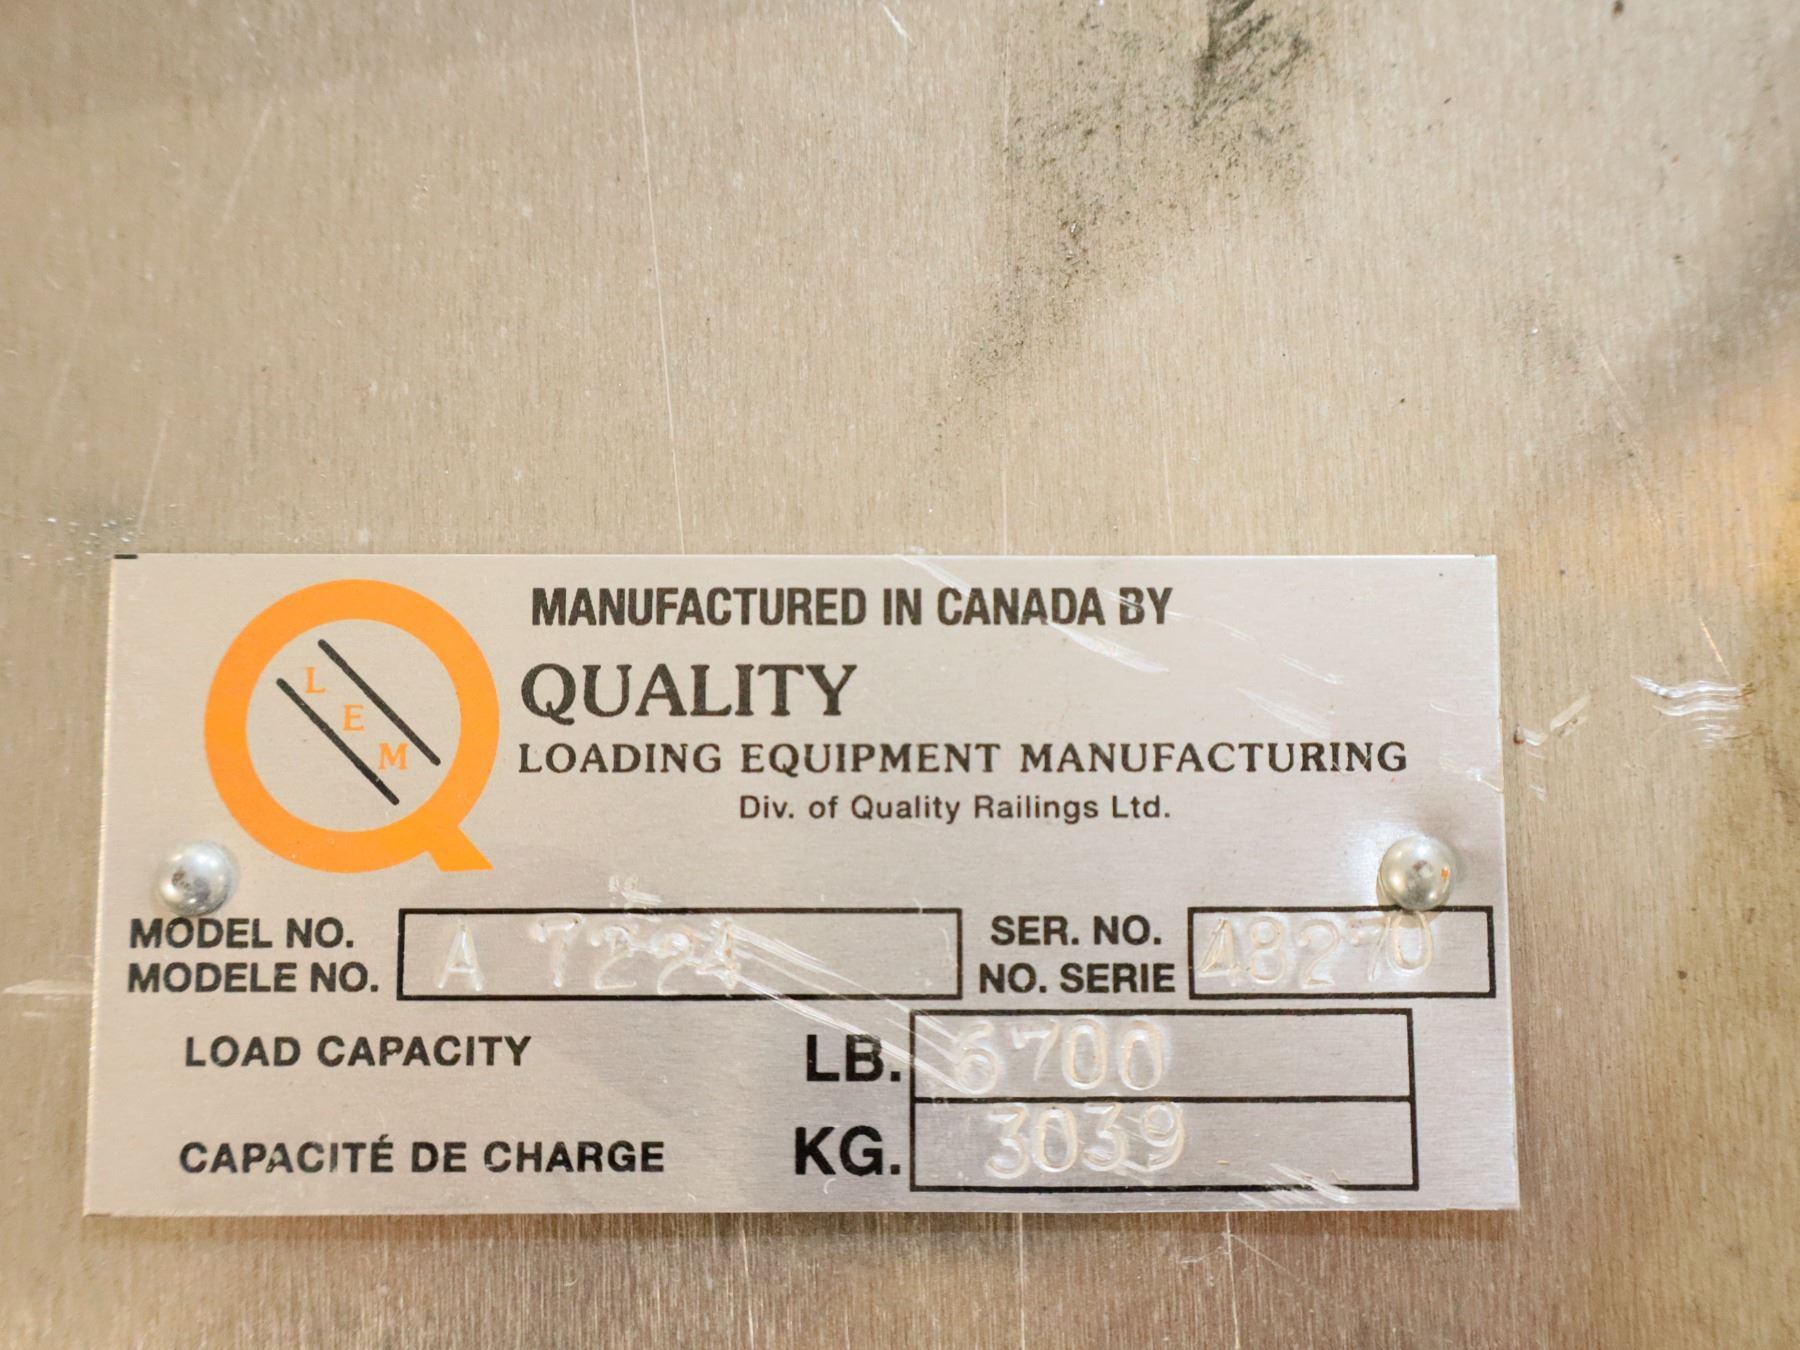 MANUFACTURED IN CANADA BY
L
E
M
QUALITY
LOADING EQUIPMENT MANUFACTURING
Div. of Quality Railings Ltd.
MODEL NO.
MODELE NO.
A 7224
SER. NO.
NO. SERIE
48270
LOAD CAPACITY
LB. 6700
CAPACITÉ DE CHARGE
KG. 3039